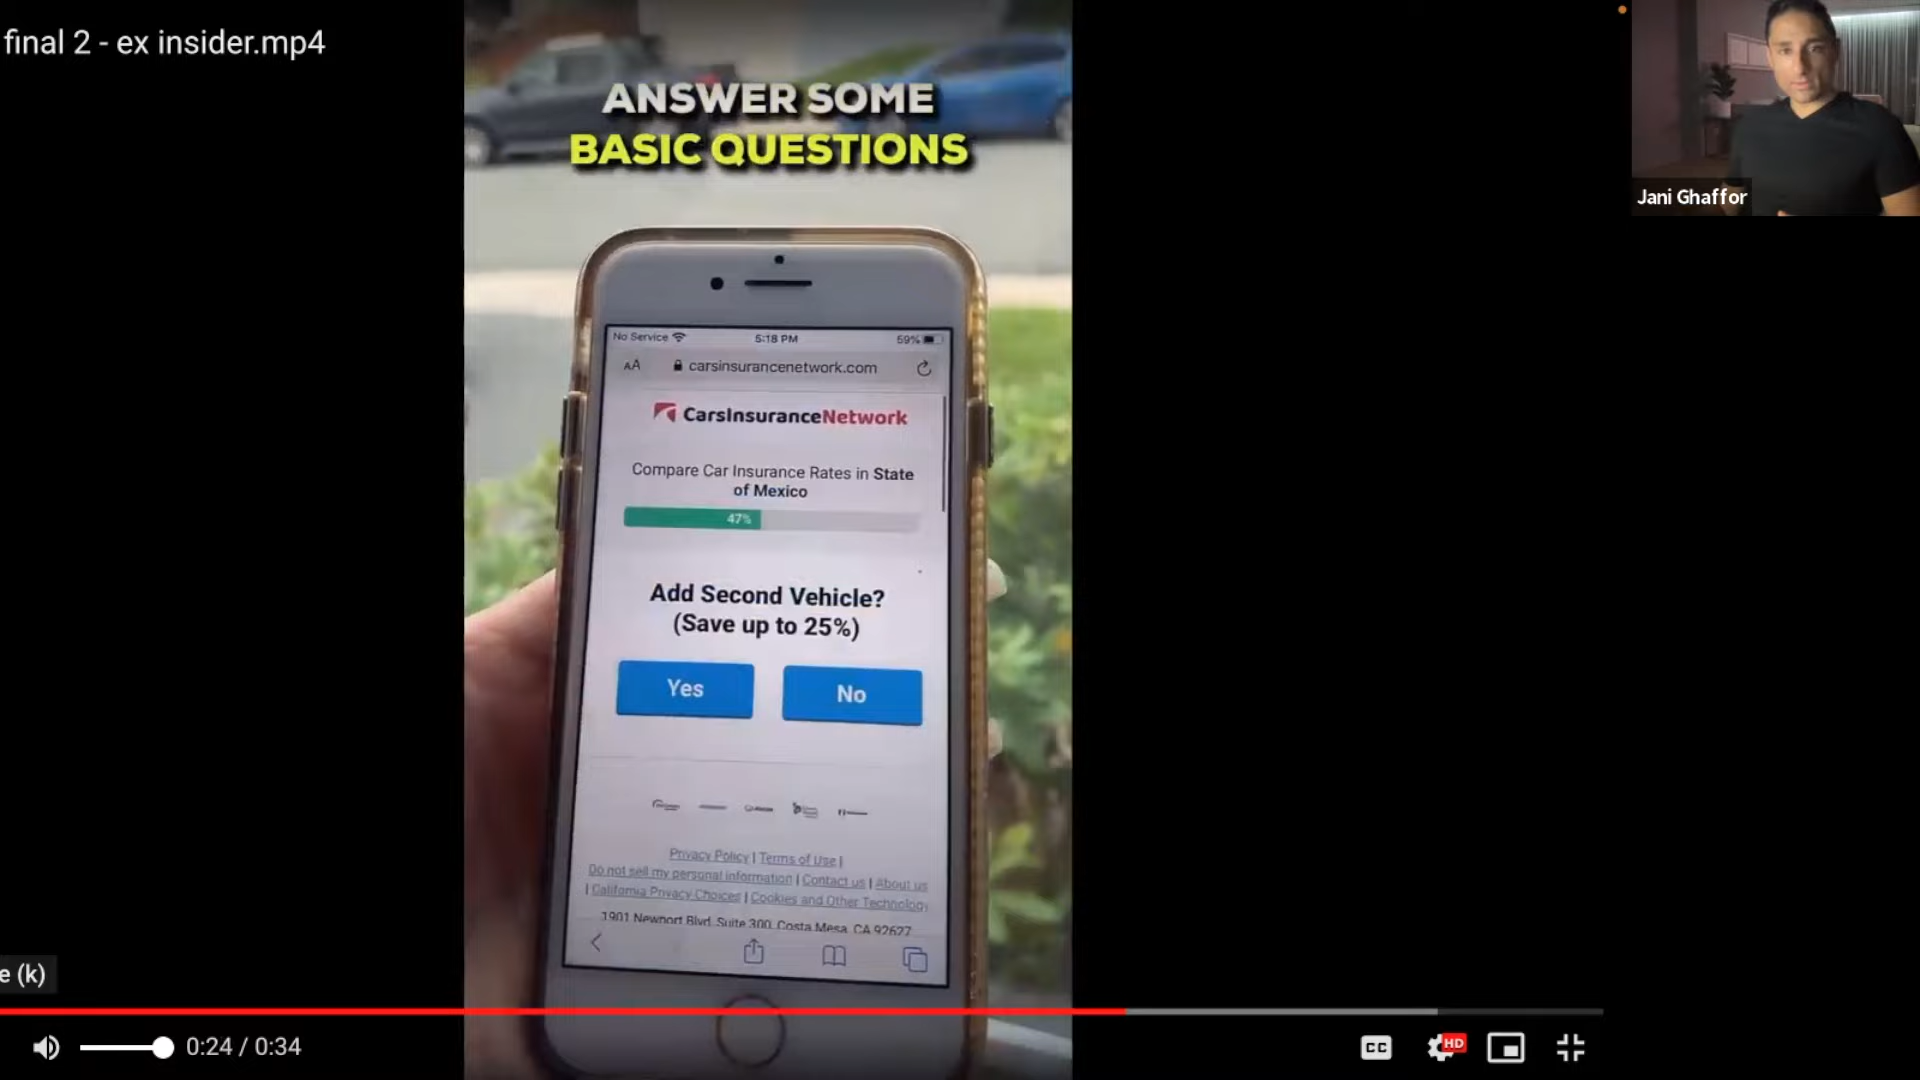 final 2 - ex insider.mp4
ANSWER SOME
BASIC QUESTIONS
Jani Ghaffor
No Service
5:18 PM
59%
AA
carsinsurancenetwork.com
CarsInsuranceNetwork
Compare Car Insurance Rates in State
of Mexico
47%
Add Second Vehicle?
(Save up to 25%)
Yes
No
Privacy Policy | Terms of Use |
Do not sell my personal information | Contact us | About us
| California Privacy Choices | Cookies and Other Technology
1901 Newport Blvd, Suite 300, Costa Mesa, CA 92627
e (k)
0:24 / 0:34
CC
HD